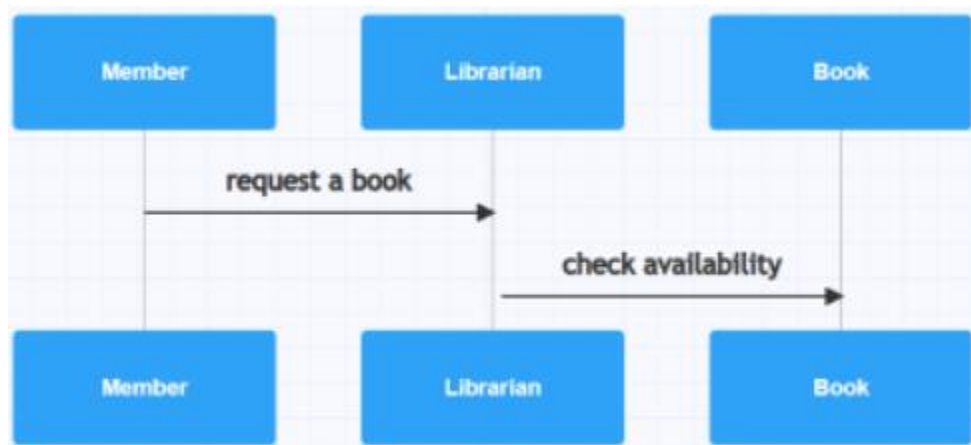 Member
Librarian
Book
request a book
check availability
Member
Librarian
Book